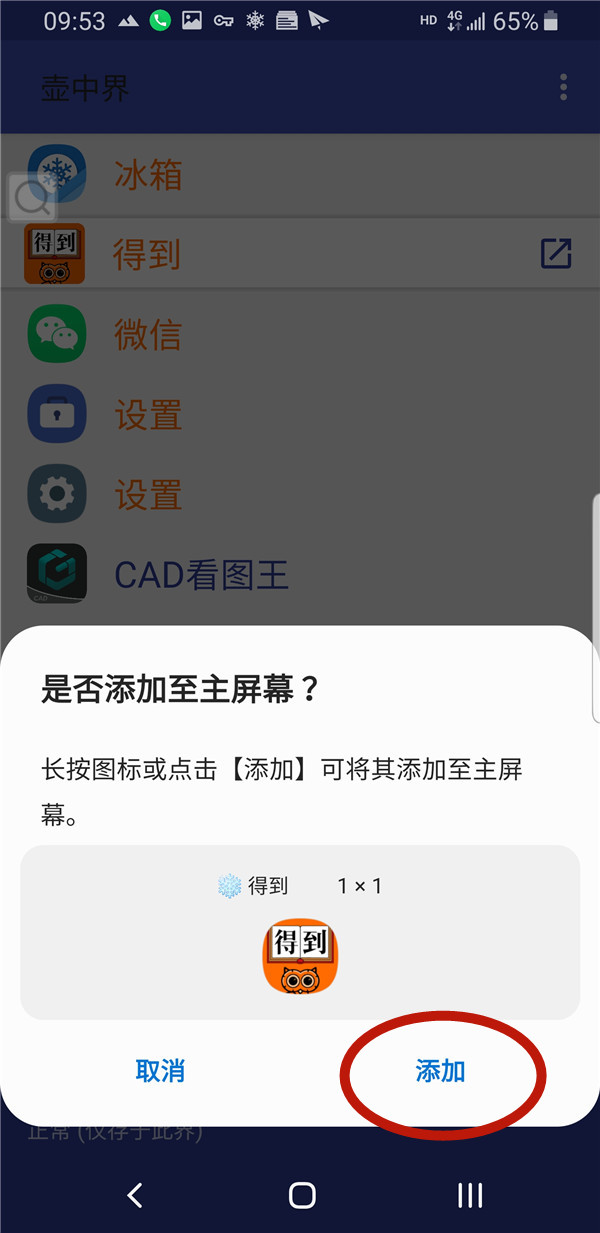 09:53 HD 4G 65%
壶中界
冰箱
得到
得到
微信
设置
设置
CAD
CAD看图王
是否添加至主屏幕？
长按图标或点击【添加】可将其添加至主屏
幕。
得到 1 × 1
得到
取消 添加
正常 (仅存于此界)